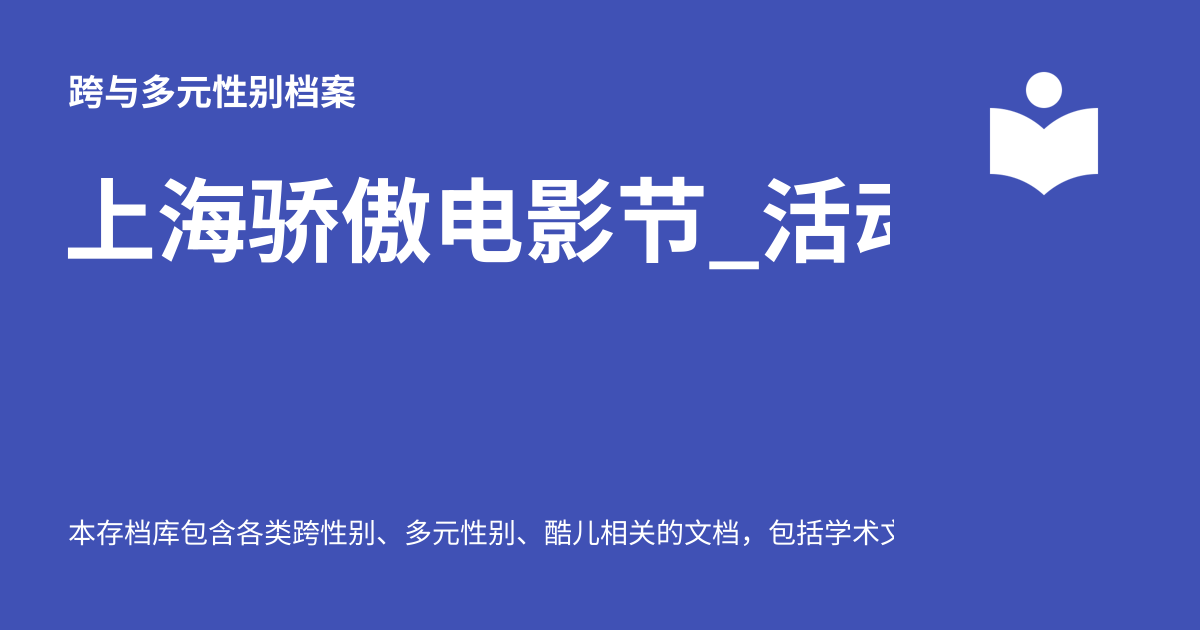 跨与多元性别档案
上海骄傲电影节_活
本存档库包含各类跨性别、多元性别、酷儿相关的文档，包括学术